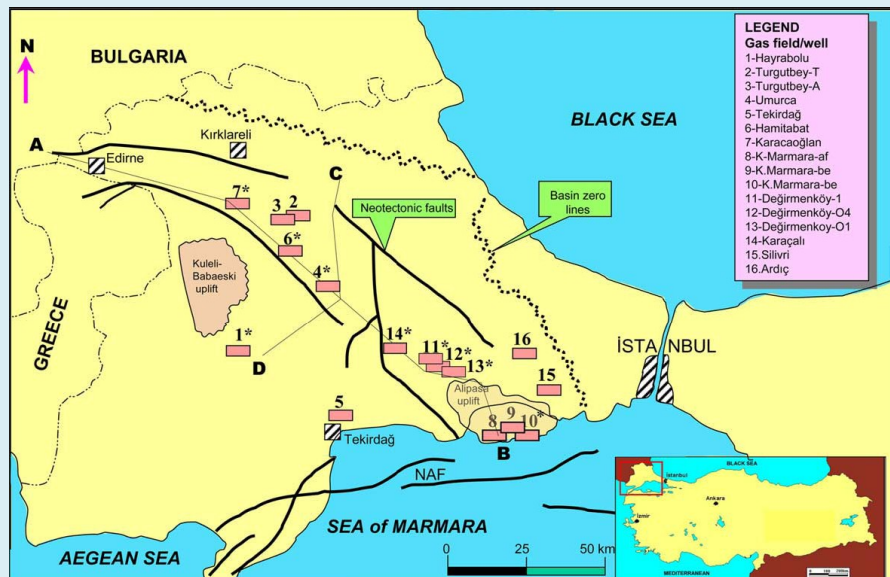 N
BULGARIA
BLACK SEA
A
Edirne
Kırklareli
C
7*
3
2
6*
4*
Neotectonic faults
Basin zero
lines
Kuleli-
Babaeski
uplift
GREECE
1*
D
14*
11*
12*
13*
16
15
İSTA NBUL
Alipasa
uplift
5
Tekirdağ
8
9
10*
B
NAF
SEA of MARMARA
AEGEAN SEA
0 25 50 km
LEGEND
Gas field/well
1-Hayrabolu
2-Turgutbey-T
3-Turgutbey-A
4-Umurca
5-Tekirdağ
6-Hamitabat
7-Karacaoğlan
8-K-Marmara-af
9-K.Marmara-be
10-K.Marmara-be
11-Değirmenköy-1
12-Değirmenköy-O4
13-Değirmenkoy-O1
14-Karaçalı
15.Silivri
16.Ardıç
BLACK SEA
İstanbul
Ankara
İzmir
MEDITERRANEAN